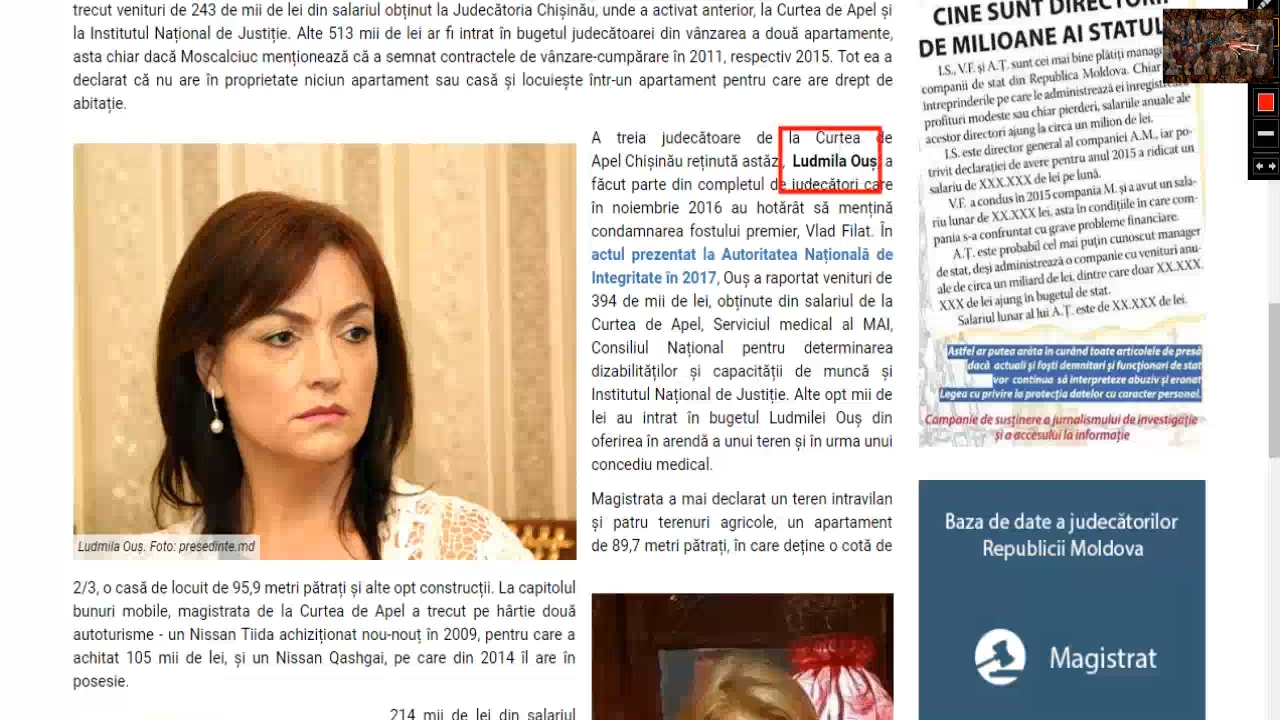 trecut venituri de 243 de mii de lei din salariul obținut la Judecătoria Chișinău, unde a activat anterior, la Curtea de Apel și
la Institutul Național de Justiție. Alte 513 mii de lei ar fi intrat în bugetul judecătoarei din vânzarea a două apartamente,
asta chiar dacă Moscalciuc menționează că a semnat contractele de vânzare-cumpărare în 2011, respectiv 2015. Tot ea a
declarat că nu are în proprietate niciun apartament sau casă și locuiește într-un apartament pentru care are drept de
abitație.
A treia judecătoare de la Curtea de
Apel Chișinău reținută astăzi, Ludmila Ouș, a
făcut parte din completul de judecători care
în noiembrie 2016 au hotărât să mențină
condamnarea fostului premier, Vlad Filat. În
actul prezentat la Autoritatea Națională de
Integritate în 2017, Ouș a raportat venituri de
394 de mii de lei, obținute din salariul de la
Curtea de Apel, Serviciul medical al MAI,
Consiliul Național pentru determinarea
dizabilităților și capacității de muncă și
Institutul Național de Justiție. Alte opt mii de
lei au intrat în bugetul Ludmilei Ouș din
oferirea în arendă a unui teren și în urma unui
concediu medical.
Magistrata a mai declarat un teren intravilan
și patru terenuri agricole, un apartament
de 89,7 metri pătrați, în care deține o cotă de
Ludmila Ouș. Foto: presedinte.md
2/3, o casă de locuit de 95,9 metri pătrați și alte opt construcții. La capitolul
bunuri mobile, magistrata de la Curtea de Apel a trecut pe hârtie două
autoturisme - un Nissan Tiida achiziționat nou-nouț în 2009, pentru care a
achitat 105 mii de lei, și un Nissan Qashgai, pe care din 2014 îl are în
posesie.
214 mii de lei din salariul
CINE SUNT DIRECTORII
DE MILIOANE AI STATUL
I.S., V.F. și A.Ț. sunt cei mai bine plătiți manage
companii de stat din Republica Moldova. Chiar
întreprinderile pe care le administrează ei înregistrează
profituri modeste sau chiar pierderi, salariile anuale ale
acestor directori ajung la circa un milion de lei.
I.S. este director general al companiei A.M., iar po-
trivit declarației de avere pentru anul 2015 a ridicat un
salariu de XXX.XXX de lei pe lună.
V.F. a condus în 2015 compania M. și a avut un sala-
riu lunar de XX.XXX lei, asta în condițiile în care com-
pania s-a confruntat cu grave probleme financiare.
A.Ț. este probabil cel mai puțin cunoscut manager
de stat, deși administrează o companie cu venituri anu-
ale de circa un miliard de lei, dintre care doar XX.XXX.
XXX de lei ajung în bugetul de stat.
Salariul lunar al lui A.Ț. este de XX.XXX de lei.
Astfel ar putea arăta în curând toate articolele de presă
dacă actuali și foști demnitari și funcționari de stat
vor continua să interpreteze abuziv și eronat
Legea cu privire la protecția datelor cu caracter personal.
Campanie de susținere a jurnalismului de investigație
și a accesului la informație
Baza de date a judecătorilor
Republicii Moldova
Magistrat